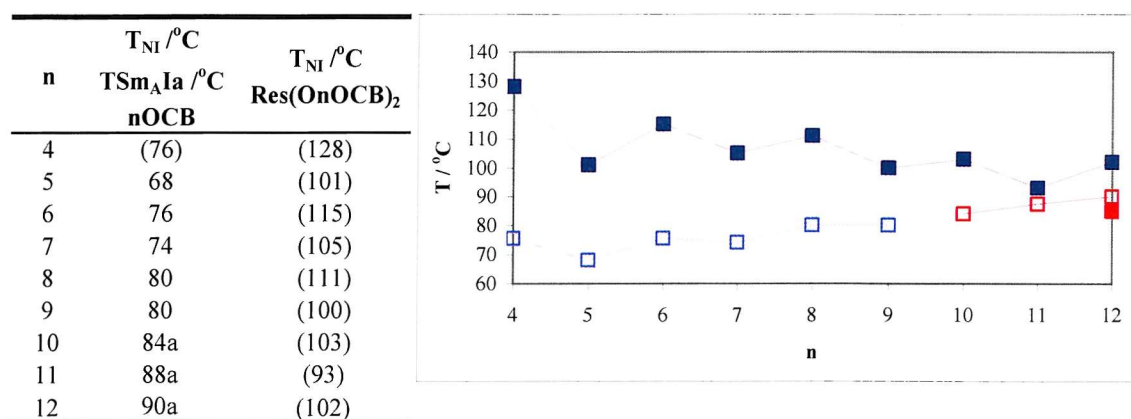 n T_NI /°C TSm_AIa /°C nOCB T_NI /°C Res(OnOCB)₂
4 (76) (128)
5 68 (101)
6 76 (115)
7 74 (105)
8 80 (111)
9 80 (100)
10 84a (103)
11 88a (93)
12 90a (102)
T / °C
140
130
120
110
100
90
80
70
60
4 5 6 7 8 9 10 11 12
n